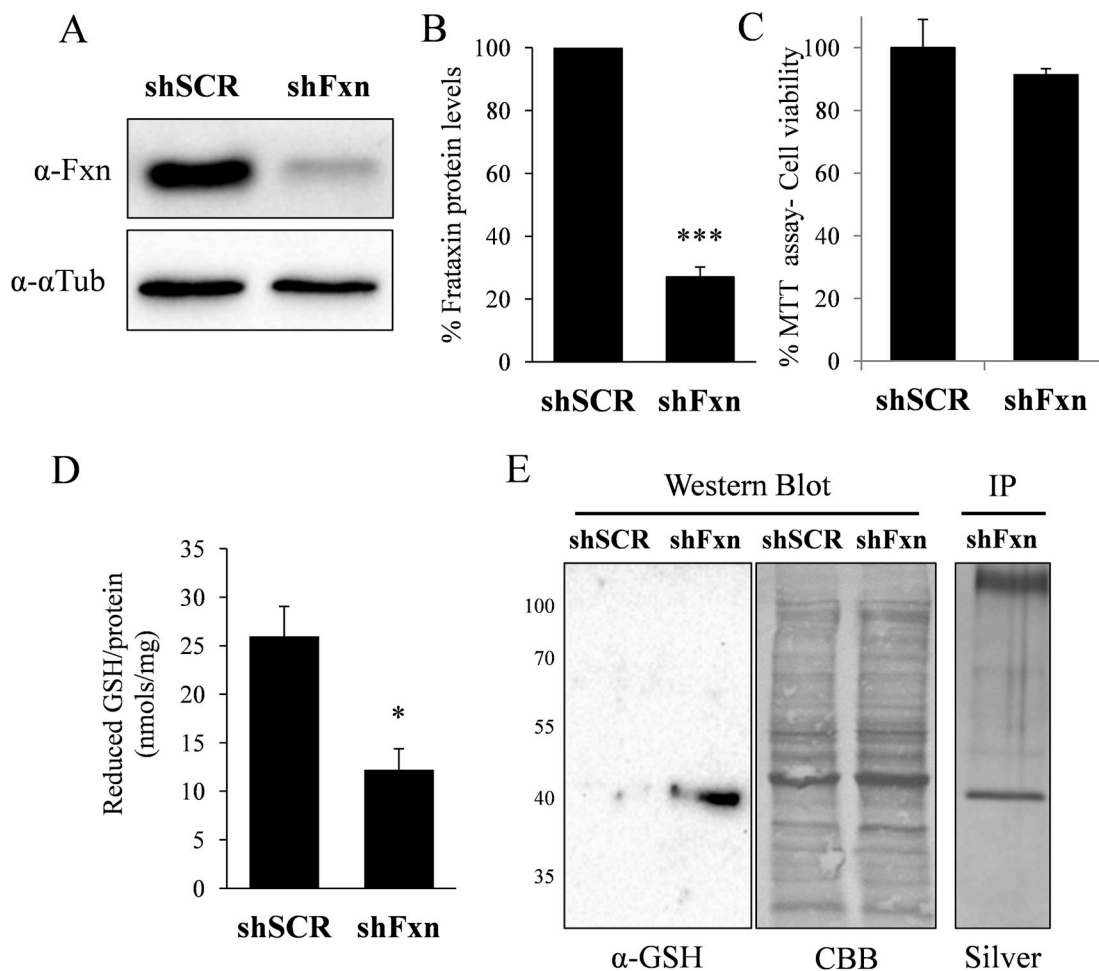 A
shSCR shFxn
α-Fxn
α-αTub
B
% Frataxin protein levels
100
80
60
40
20
0
***
shSCR shFxn
C
% MTT assay- Cell viability
100
80
60
40
20
0
shSCR shFxn
D
Reduced GSH/protein
(nmols/mg)
35
30
25
20
15
10
5
0
*
shSCR shFxn
E
Western Blot IP
shSCR shFxn shSCR shFxn shFxn
100
70
55
40
35
α-GSH CBB Silver